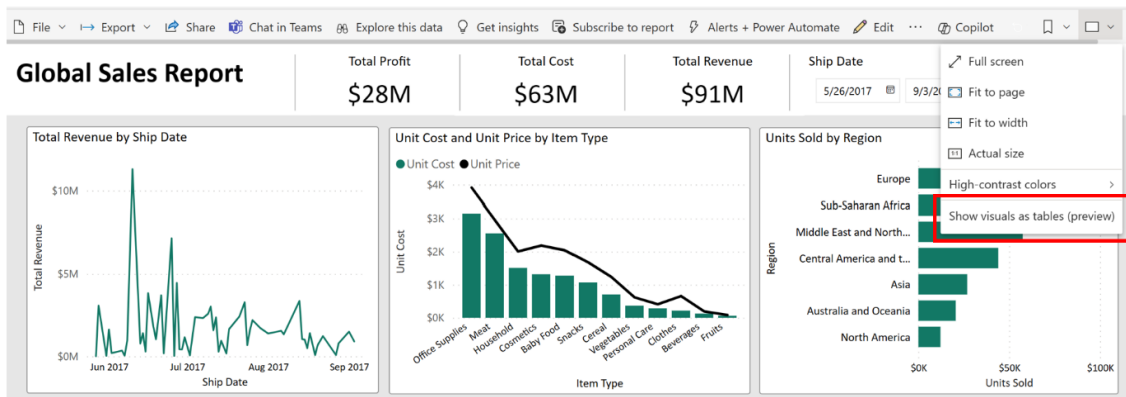 File Export Share Chat in Teams Explore this data Get insights Subscribe to report Alerts + Power Automate Edit ... Copilot
Global Sales Report
Total Profit
$28M
Total Cost
$63M
Total Revenue
$91M
Ship Date
5/26/2017
Full screen
Fit to page
Fit to width
Actual size
High-contrast colors
Show visuals as tables (preview)
Total Revenue by Ship Date
Total Revenue
$10M
$5M
$0M
Jun 2017 Jul 2017 Aug 2017 Sep 2017
Ship Date
Unit Cost and Unit Price by Item Type
Unit Cost Unit Price
Unit Cost
$4K
$3K
$2K
$1K
$0K
Office Supplies Meat Household Cosmetics Baby Food Snacks Cereal Vegetables Personal Care Clothes Beverages Fruits
Item Type
Units Sold by Region
Region
Europe
Sub-Saharan Africa
Middle East and North...
Central America and t...
Asia
Australia and Oceania
North America
$0K $50K $100K
Units Sold